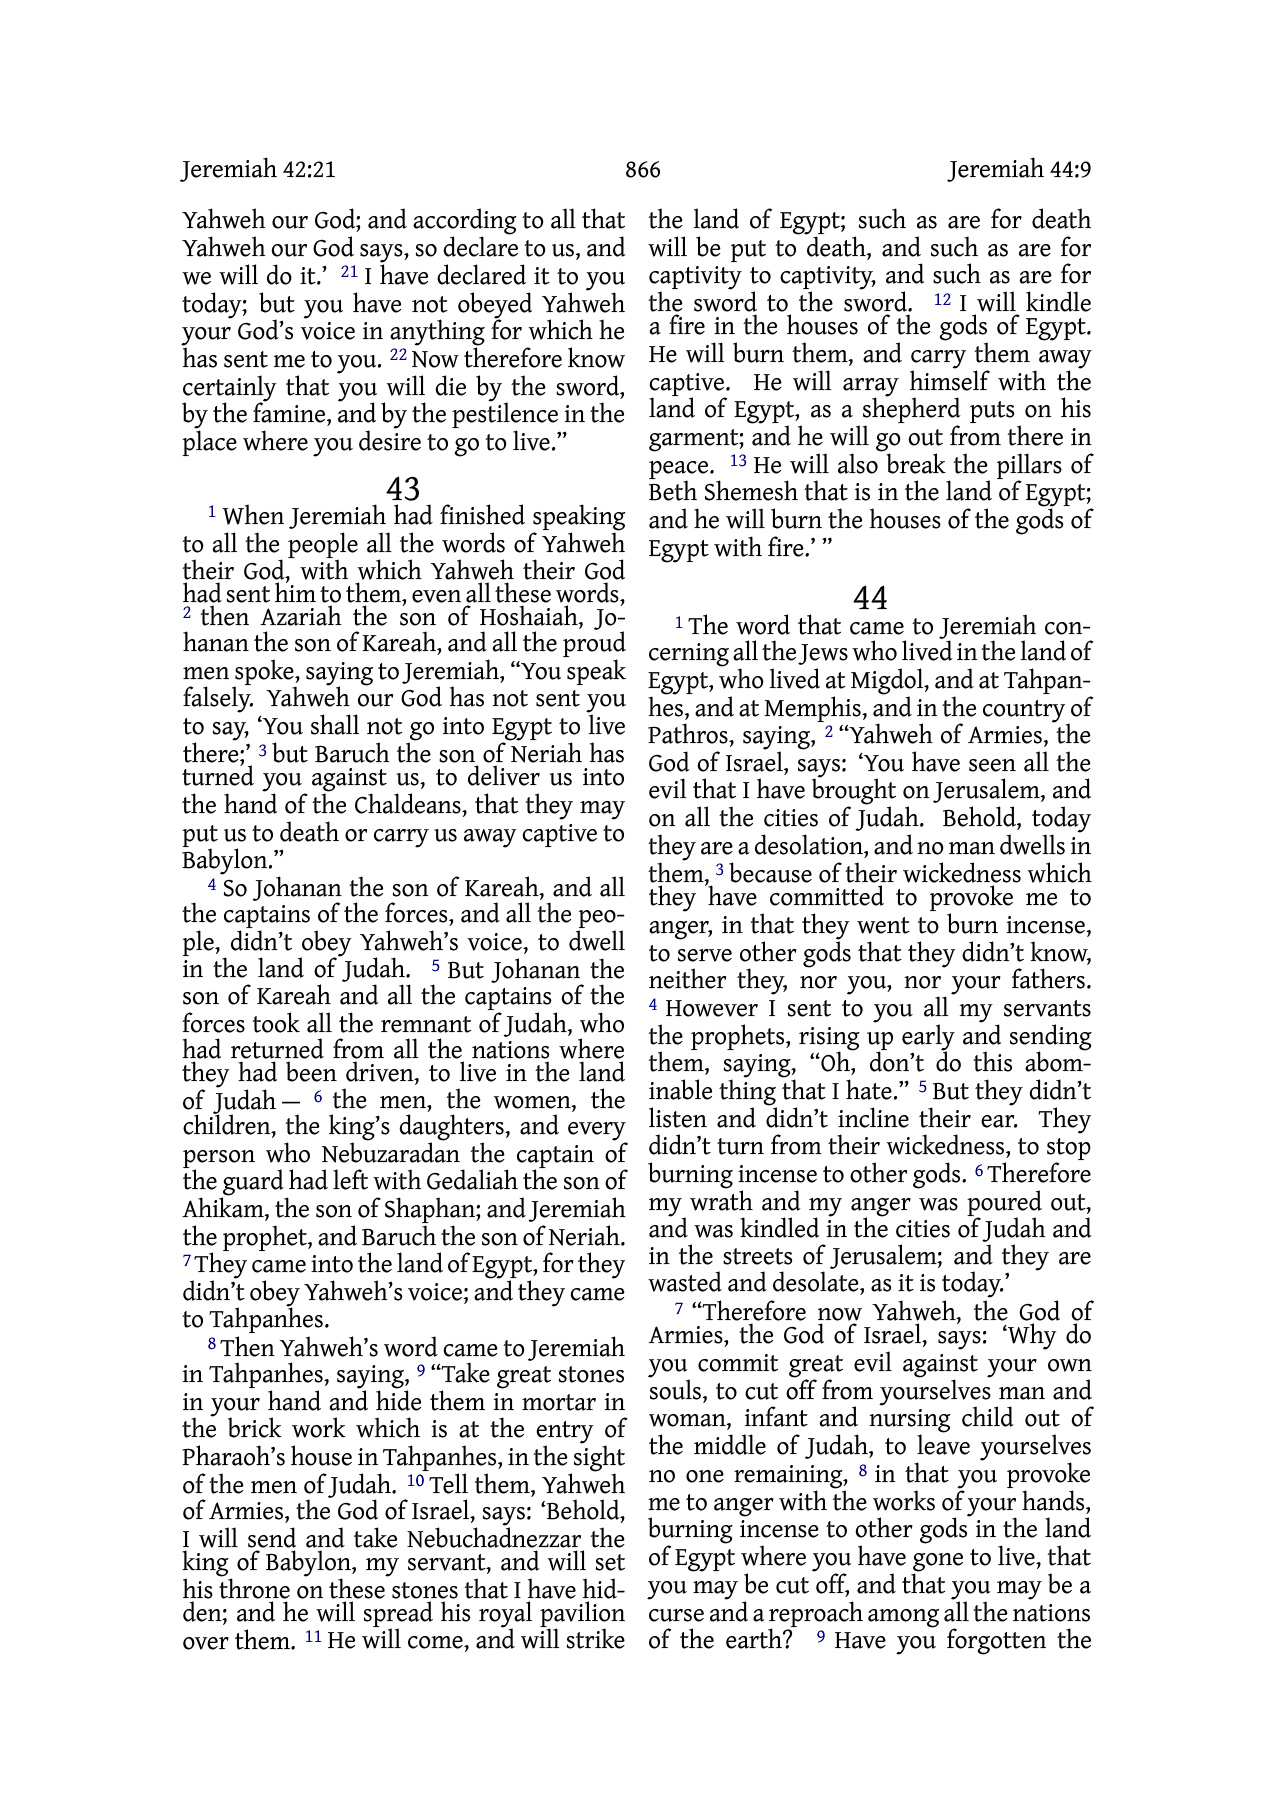 Jeremiah 42:21
866
Jeremiah 44:9
Yahweh our God; and according to all that
Yahweh our God says, so declare to us, and
we will do it.’ 21 I have declared it to you
today; but you have not obeyed Yahweh
your God’s voice in anything for which he
has sent me to you. 22 Now therefore know
certainly that you will die by the sword,
by the famine, and by the pestilence in the
place where you desire to go to live.”
43
1 When Jeremiah had finished speaking
to all the people all the words of Yahweh
their God, with which Yahweh their God
had sent him to them, even all these words,
2 then Azariah the son of Hoshaiah, Jo-
hanan the son of Kareah, and all the proud
men spoke, saying to Jeremiah, “You speak
falsely. Yahweh our God has not sent you
to say, ‘You shall not go into Egypt to live
there;’ 3 but Baruch the son of Neriah has
turned you against us, to deliver us into
the hand of the Chaldeans, that they may
put us to death or carry us away captive to
Babylon.”
4 So Johanan the son of Kareah, and all
the captains of the forces, and all the peo-
ple, didn’t obey Yahweh’s voice, to dwell
in the land of Judah. 5 But Johanan the
son of Kareah and all the captains of the
forces took all the remnant of Judah, who
had returned from all the nations where
they had been driven, to live in the land
of Judah— 6 the men, the women, the
children, the king’s daughters, and every
person who Nebuzaradan the captain of
the guard had left with Gedaliah the son of
Ahikam, the son of Shaphan; and Jeremiah
the prophet, and Baruch the son of Neriah.
7 They came into the land of Egypt, for they
didn’t obey Yahweh’s voice; and they came
to Tahpanhes.
8 Then Yahweh’s word came to Jeremiah
in Tahpanhes, saying, 9 “Take great stones
in your hand and hide them in mortar in
the brick work which is at the entry of
Pharaoh’s house in Tahpanhes, in the sight
of the men of Judah. 10 Tell them, Yahweh
of Armies, the God of Israel, says: ‘Behold,
I will send and take Nebuchadnezzar the
king of Babylon, my servant, and will set
his throne on these stones that I have hid-
den; and he will spread his royal pavilion
over them. 11 He will come, and will strike
the land of Egypt; such as are for death
will be put to death, and such as are for
captivity to captivity, and such as are for
the sword to the sword. 12 I will kindle
a fire in the houses of the gods of Egypt.
He will burn them, and carry them away
captive. He will array himself with the
land of Egypt, as a shepherd puts on his
garment; and he will go out from there in
peace. 13 He will also break the pillars of
Beth Shemesh that is in the land of Egypt;
and he will burn the houses of the gods of
Egypt with fire.’ ”
44
1 The word that came to Jeremiah con-
cerning all the Jews who lived in the land of
Egypt, who lived at Migdol, and at Tahpan-
hes, and at Memphis, and in the country of
Pathros, saying, 2 “Yahweh of Armies, the
God of Israel, says: ‘You have seen all the
evil that I have brought on Jerusalem, and
on all the cities of Judah. Behold, today
they are a desolation, and no man dwells in
them, 3 because of their wickedness which
they have committed to provoke me to
anger, in that they went to burn incense,
to serve other gods that they didn’t know,
neither they, nor you, nor your fathers.
4 However I sent to you all my servants
the prophets, rising up early and sending
them, saying, “Oh, don’t do this abom-
inable thing that I hate.” 5 But they didn’t
listen and didn’t incline their ear. They
didn’t turn from their wickedness, to stop
burning incense to other gods. 6 Therefore
my wrath and my anger was poured out,
and was kindled in the cities of Judah and
in the streets of Jerusalem; and they are
wasted and desolate, as it is today.’
7 “Therefore now Yahweh, the God of
Armies, the God of Israel, says: ‘Why do
you commit great evil against your own
souls, to cut off from yourselves man and
woman, infant and nursing child out of
the middle of Judah, to leave yourselves
no one remaining, 8 in that you provoke
me to anger with the works of your hands,
burning incense to other gods in the land
of Egypt where you have gone to live, that
you may be cut off, and that you may be a
curse and a reproach among all the nations
of the earth? 9 Have you forgotten the